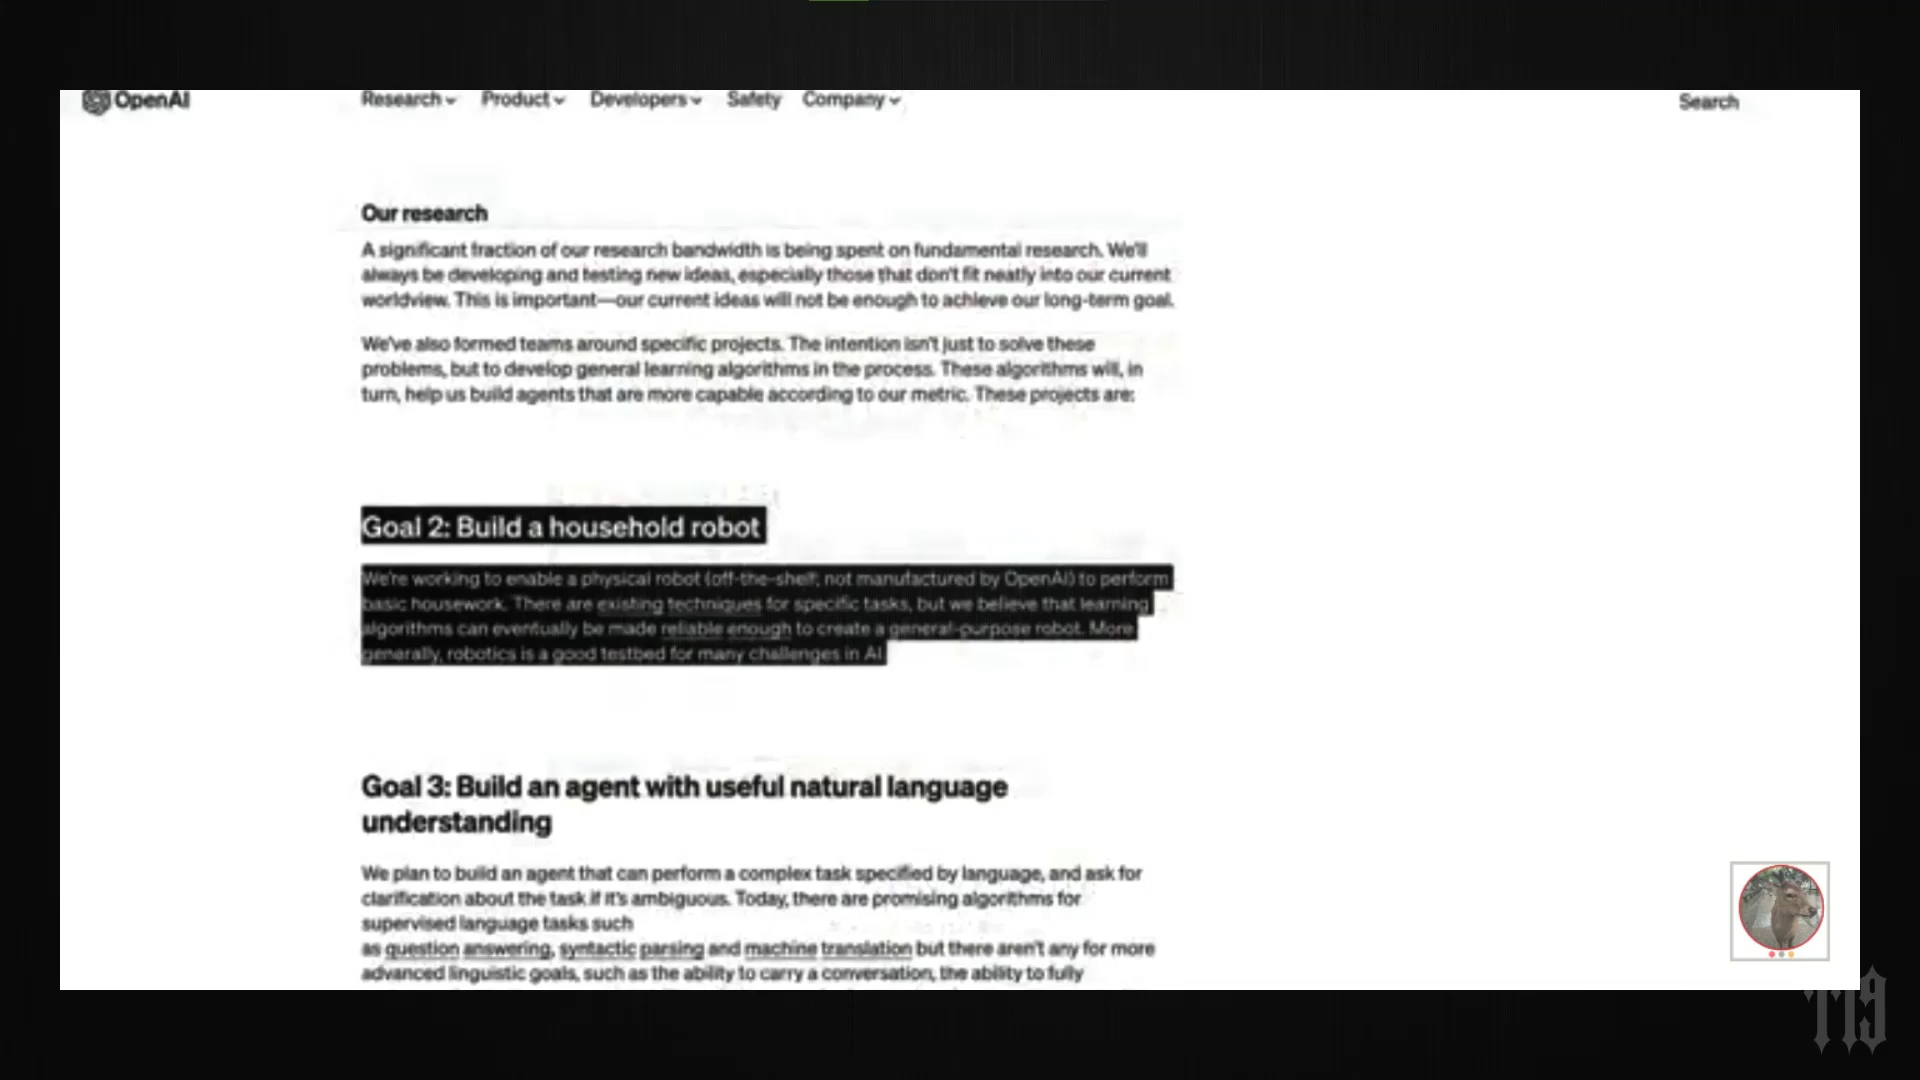 OpenAI
Research Product Developers Safety Company
Search
Our research
A significant fraction of our research bandwidth is being spent on fundamental research. We'll
always be developing and testing new ideas, especially those that don't fit neatly into our current
worldview. This is important—our current ideas will not be enough to achieve our long-term goal.
We've also formed teams around specific projects. The intention isn't just to solve these
problems, but to develop general learning algorithms in the process. These algorithms will, in
turn, help us build agents that are more capable according to our metric. These projects are:
Goal 2: Build a household robot
We're working to enable a physical robot (off-the-shelf; not manufactured by OpenAI) to perform
basic housework. There are existing techniques for specific tasks, but we believe that learning
algorithms can eventually be made reliable enough to create a general-purpose robot. More
generally, robotics is a good testbed for many challenges in AI
Goal 3: Build an agent with useful natural language
understanding
We plan to build an agent that can perform a complex task specified by language, and ask for
clarification about the task if it's ambiguous. Today, there are promising algorithms for
supervised language tasks such
as question answering, syntactic parsing and machine translation but there aren't any for more
advanced linguistic goals, such as the ability to carry a conversation, the ability to fully